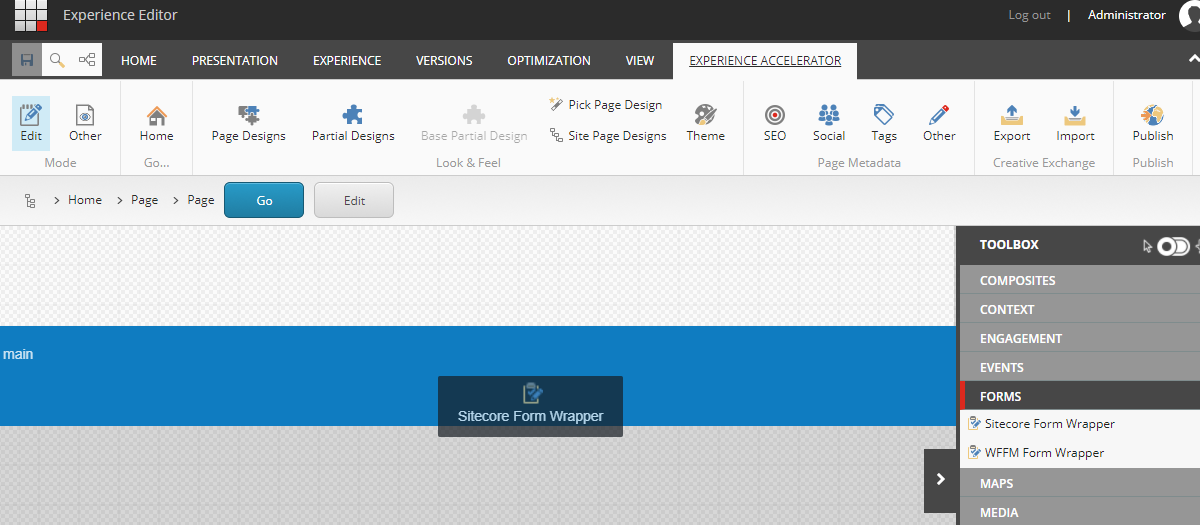 Experience Editor
Log out | Administrator
HOME PRESENTATION EXPERIENCE VERSIONS OPTIMIZATION VIEW EXPERIENCE ACCELERATOR
Edit
Other
Mode
Home
Go...
Page Designs
Partial Designs
Base Partial Design
Pick Page Design
Site Page Designs
Theme
Look & Feel
SEO
Social
Tags
Other
Page Metadata
Export
Import
Creative Exchange
Publish
Publish
Home Page Page Go Edit
TOOLBOX
COMPOSITES
CONTEXT
ENGAGEMENT
EVENTS
FORMS
Sitecore Form Wrapper
WFFM Form Wrapper
MAPS
MEDIA
main
Sitecore Form Wrapper